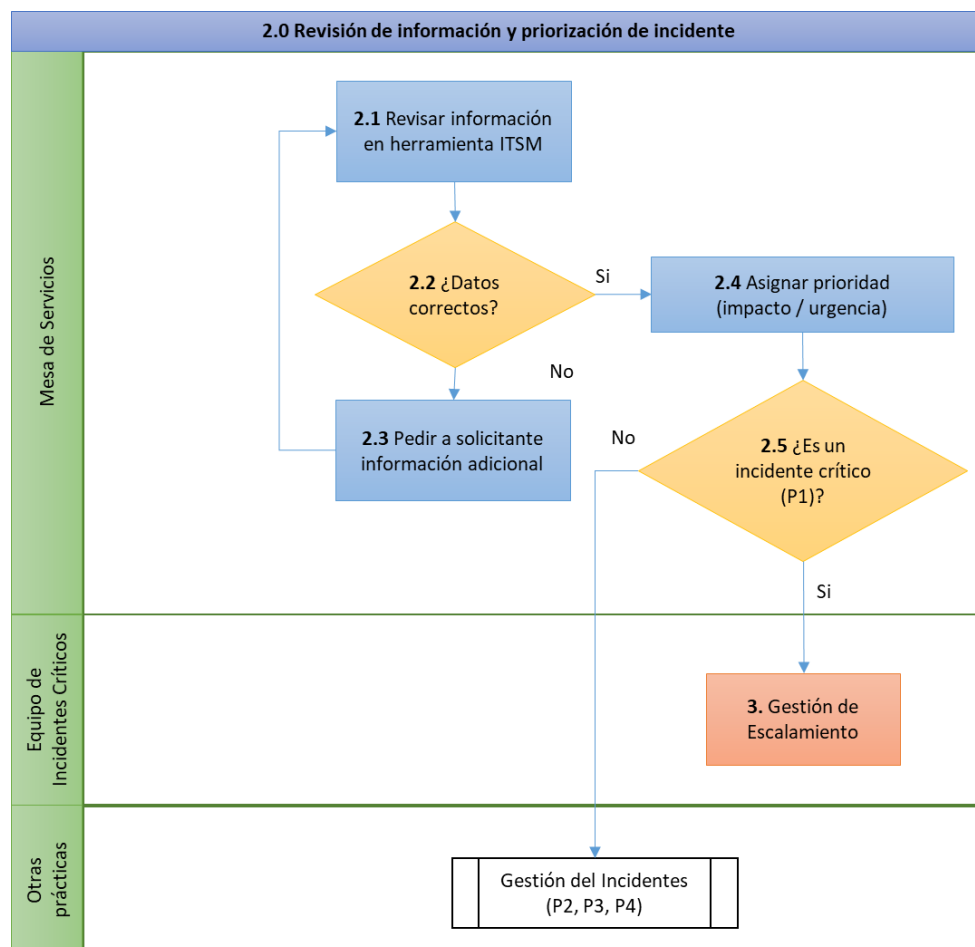 2.0 Revisión de información y priorización de incidente
Mesa de Servicios
2.1 Revisar información
en herramienta ITSM
2.2 ¿Datos
correctos?
Si
2.4 Asignar prioridad
(impacto / urgencia)
No
2.3 Pedir a solicitante
información adicional
No
2.5 ¿Es un
incidente crítico
(P1)?
Si
Equipo de
Incidentes Críticos
3. Gestión de
Escalamiento
Otras
prácticas
Gestión del Incidentes
(P2, P3, P4)